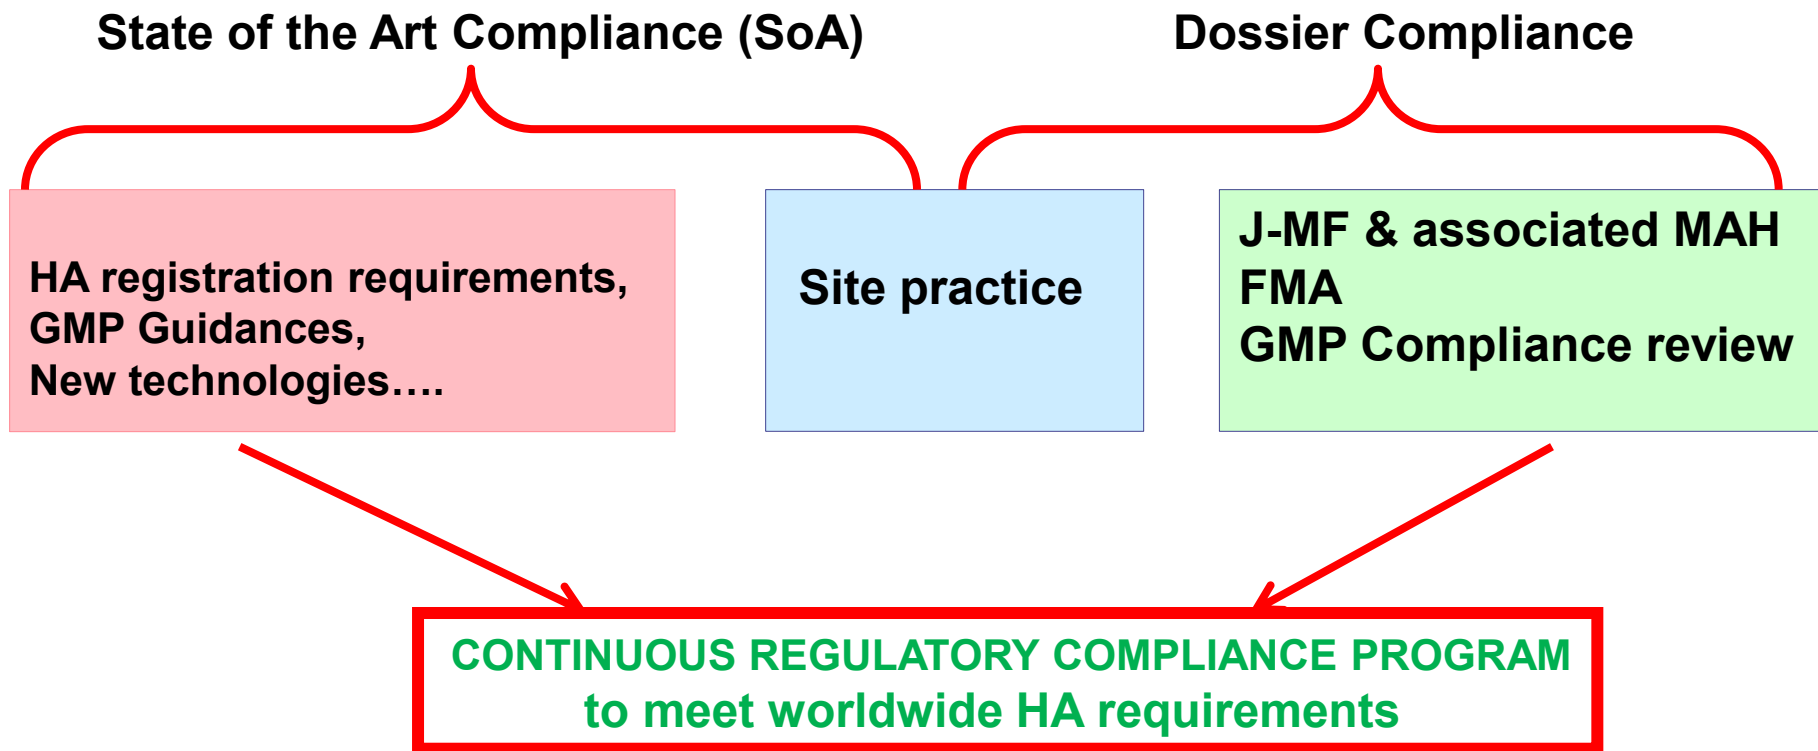 State of the Art Compliance (SoA)
Dossier Compliance
HA registration requirements,
GMP Guidances,
New technologies....
Site practice
J-MF & associated MAH
FMA
GMP Compliance review
CONTINUOUS REGULATORY COMPLIANCE PROGRAM
to meet worldwide HA requirements